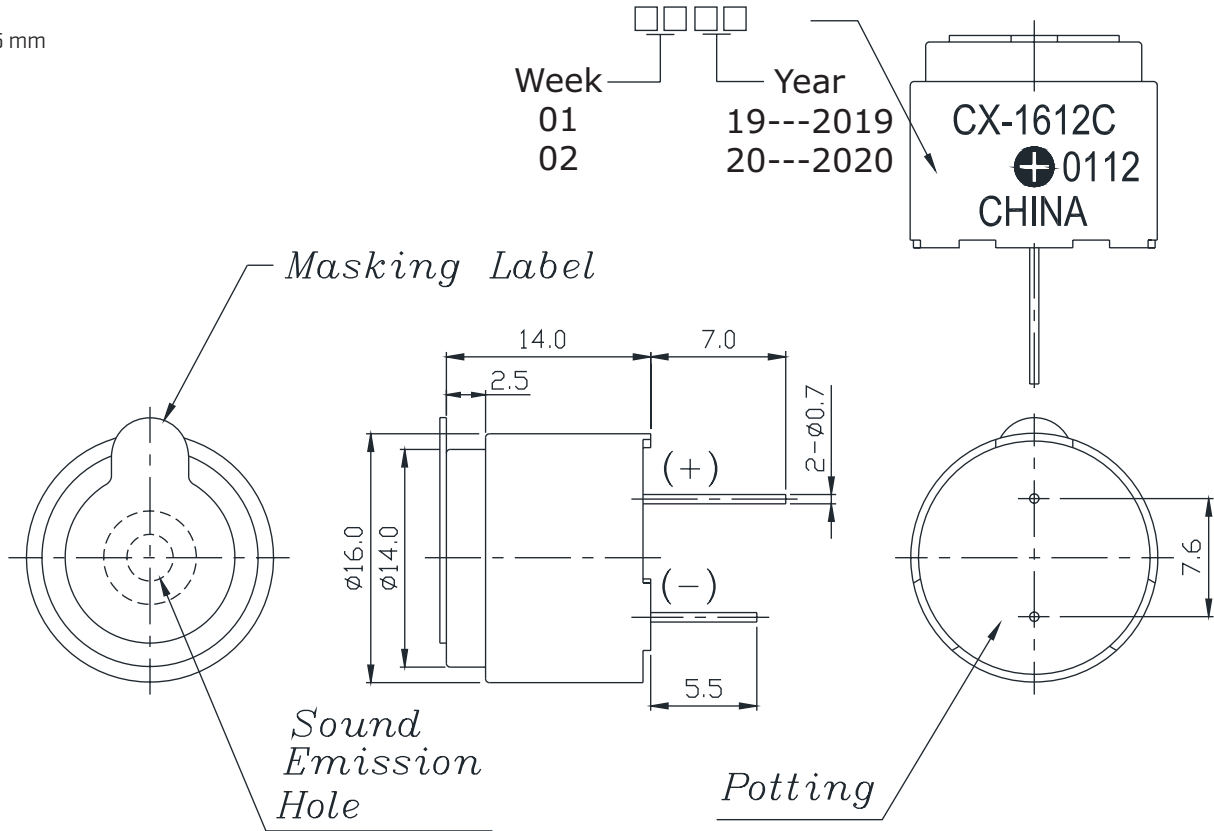 5 mm
Week Year
01 19---2019
02 20---2020
CX-1612C
+ 0112
CHINA
Masking Label
14.0 7.0
2.5
2-ø0.7
(+)
ø16.0
ø14.0
(-)
7.6
5.5
Sound
Emission
Hole
Potting